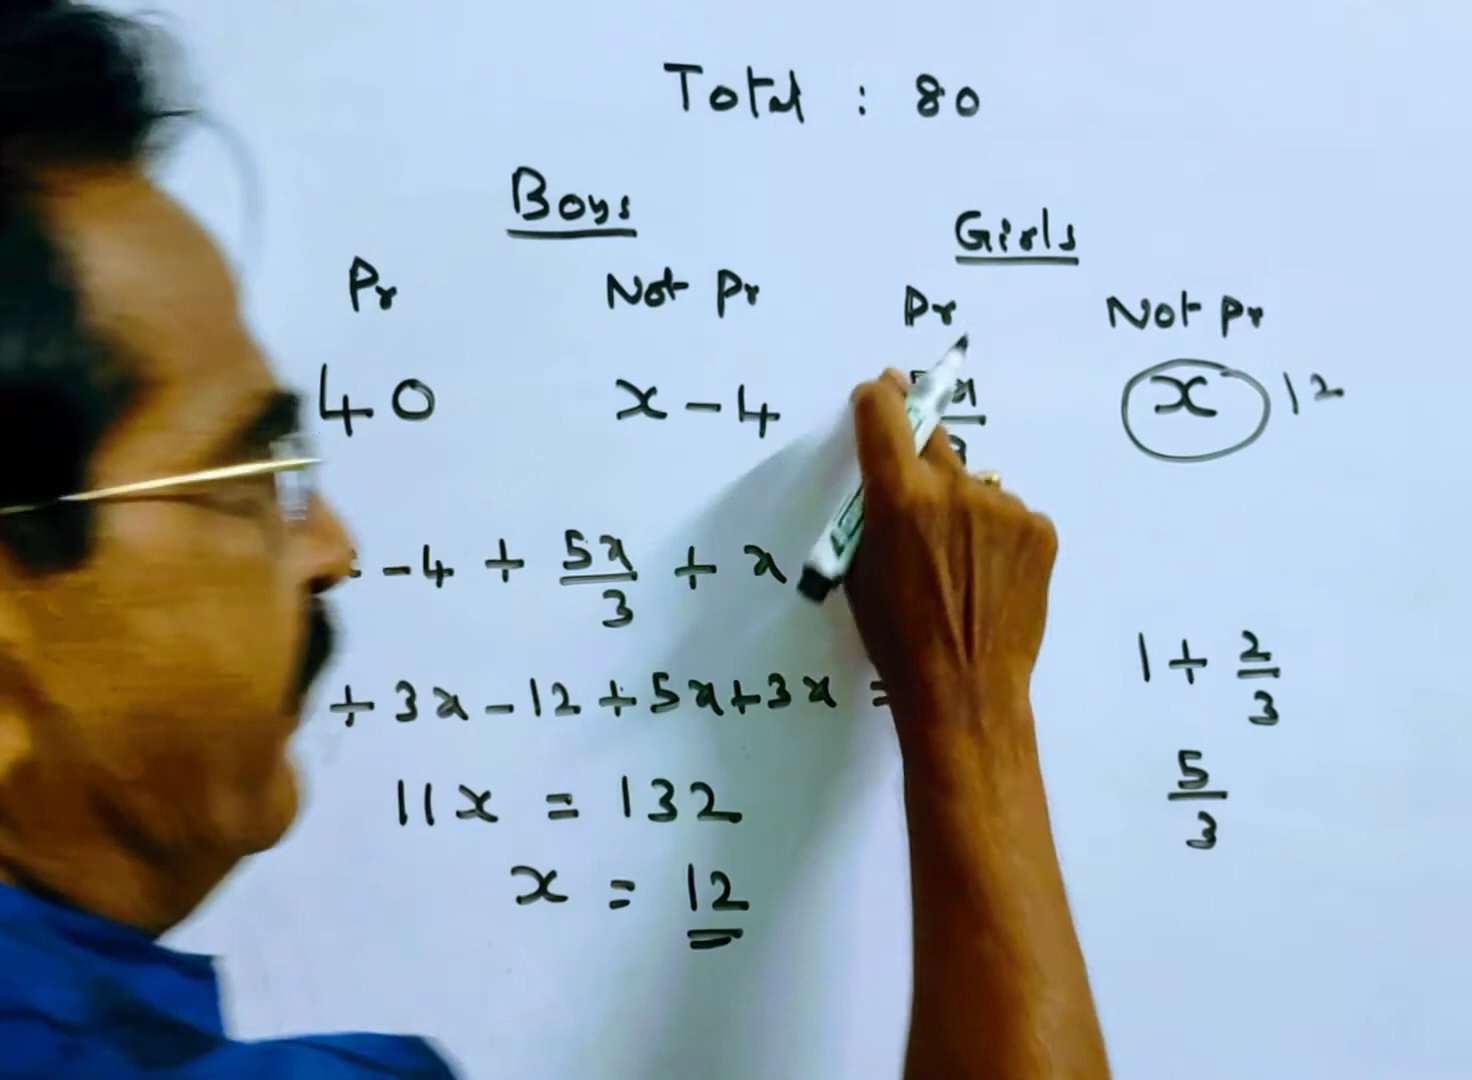 Total : 80
Boys
Girls
Pr Not Pr Pr Not Pr
40 x - 4 x 12
- 4 + 5x/3 + x
+ 3x - 12 + 5x + 3x =
1 + 2/3
11x = 132
5/3
x = 12